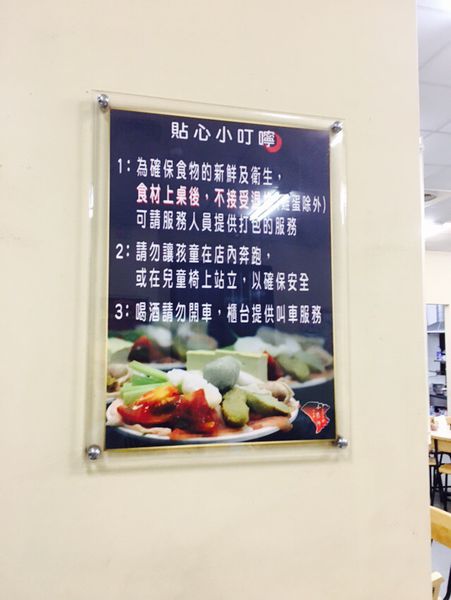 貼心小叮嚀
1：為確保食物的新鮮及衛生，
食材上桌後，不接受退(雞蛋除外)
可請服務人員提供打包的服務
2：請勿讓孩童在店內奔跑，
或在兒童椅上站立，以確保安全
3：喝酒請勿開車，櫃台提供叫車服務